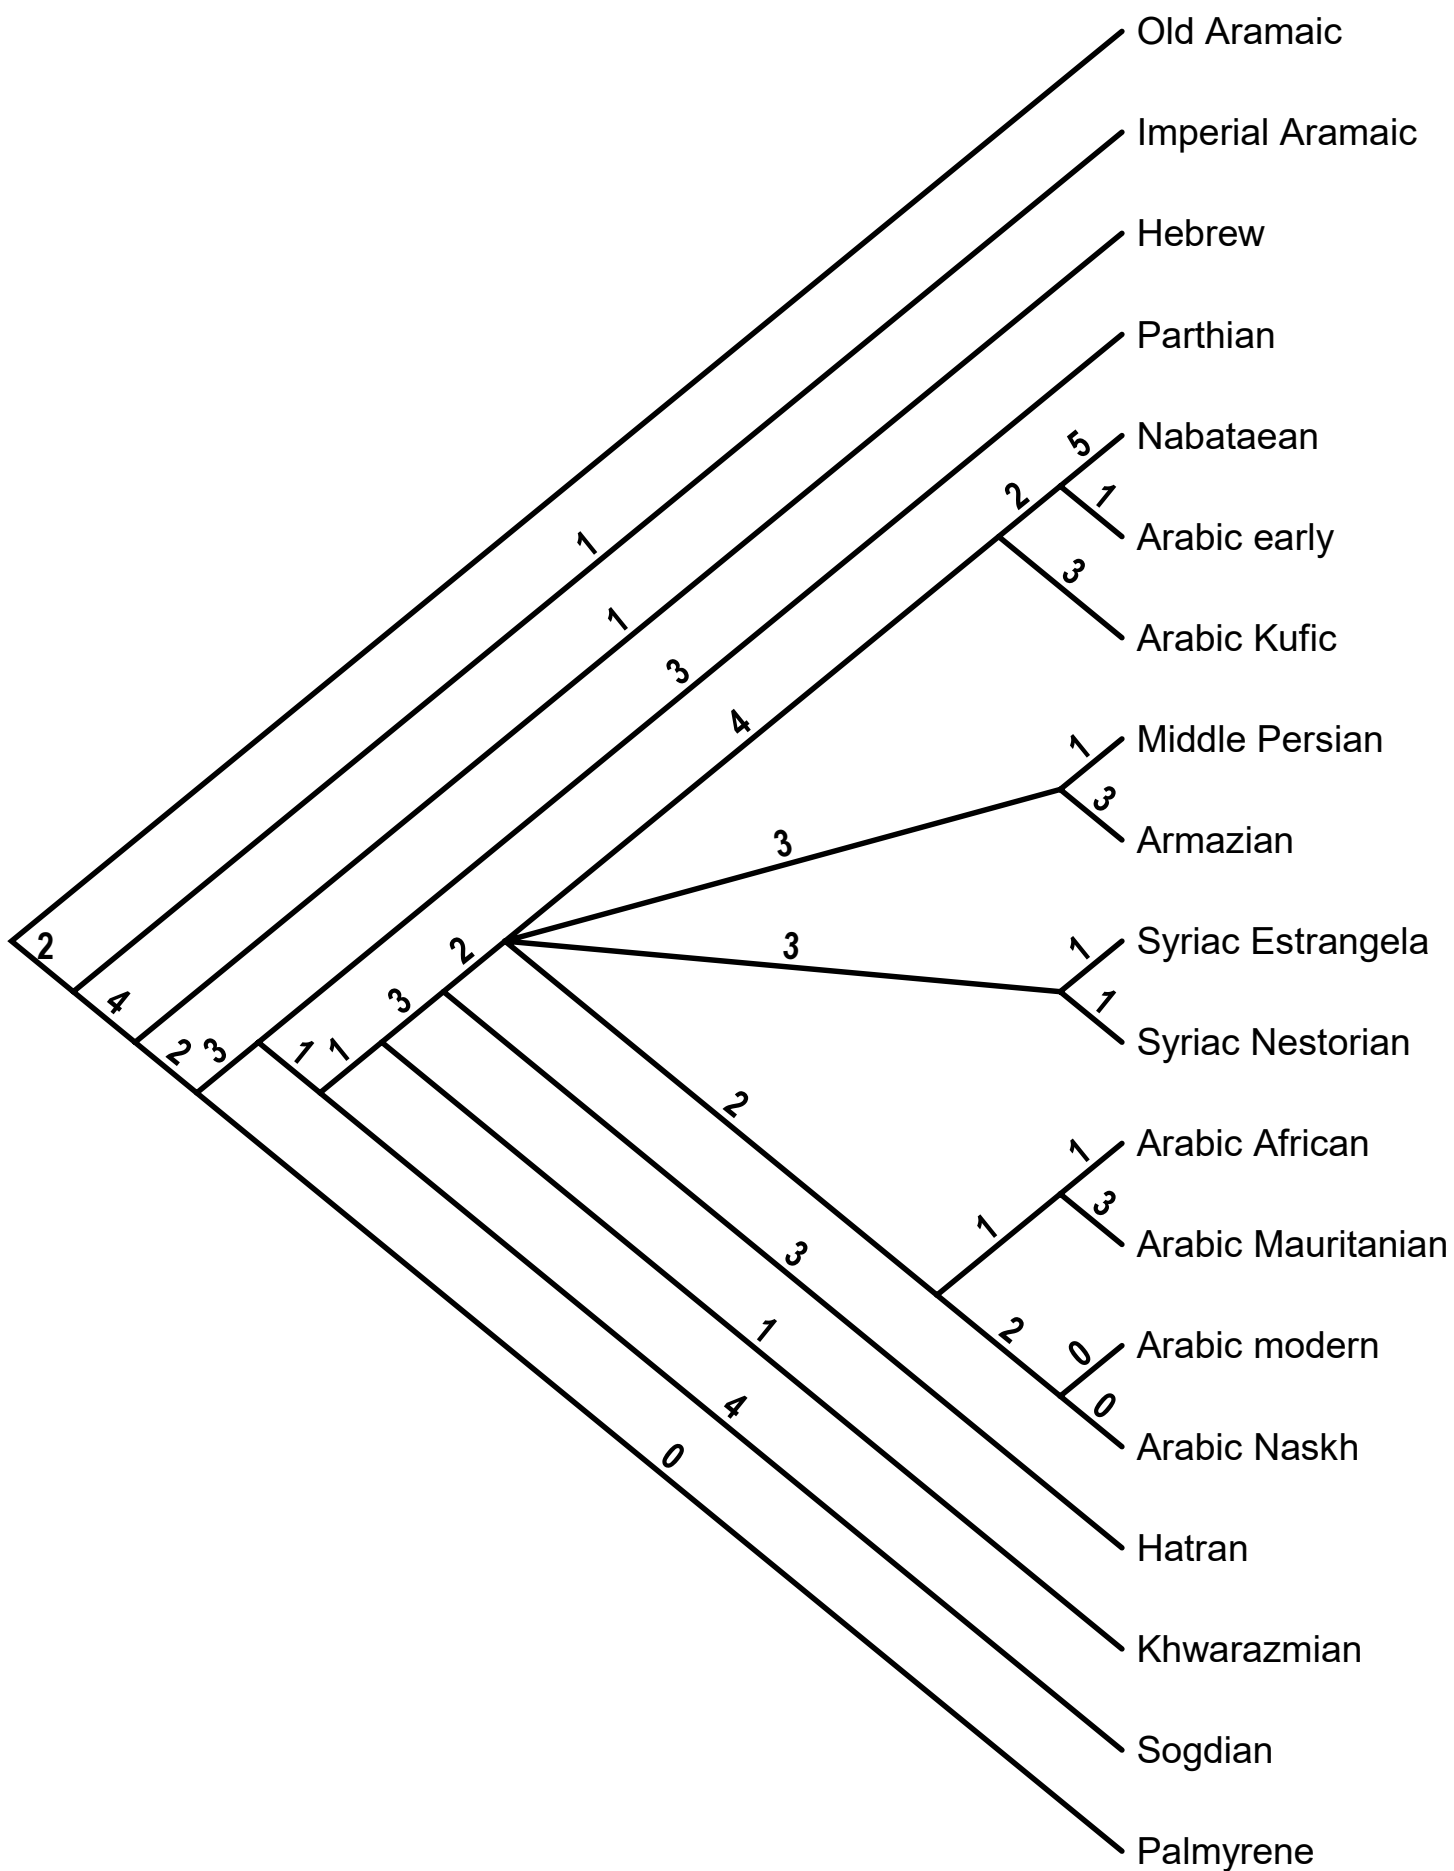 Old Aramaic
Imperial Aramaic
Hebrew
Parthian
5 Nabataean
2 1
Arabic early
1 3
Arabic Kufic
1
3
4 1 Middle Persian
3
3 Armazian
2 3 1 Syriac Estrangela
2
4 3 1
2 3 1 1 Syriac Nestorian
2
1 Arabic African
3
1 Arabic Mauritanian
3
2 0 Arabic modern
1
4 0
0 Arabic Naskh
Hatran
Khwarazmian
Sogdian
Palmyrene